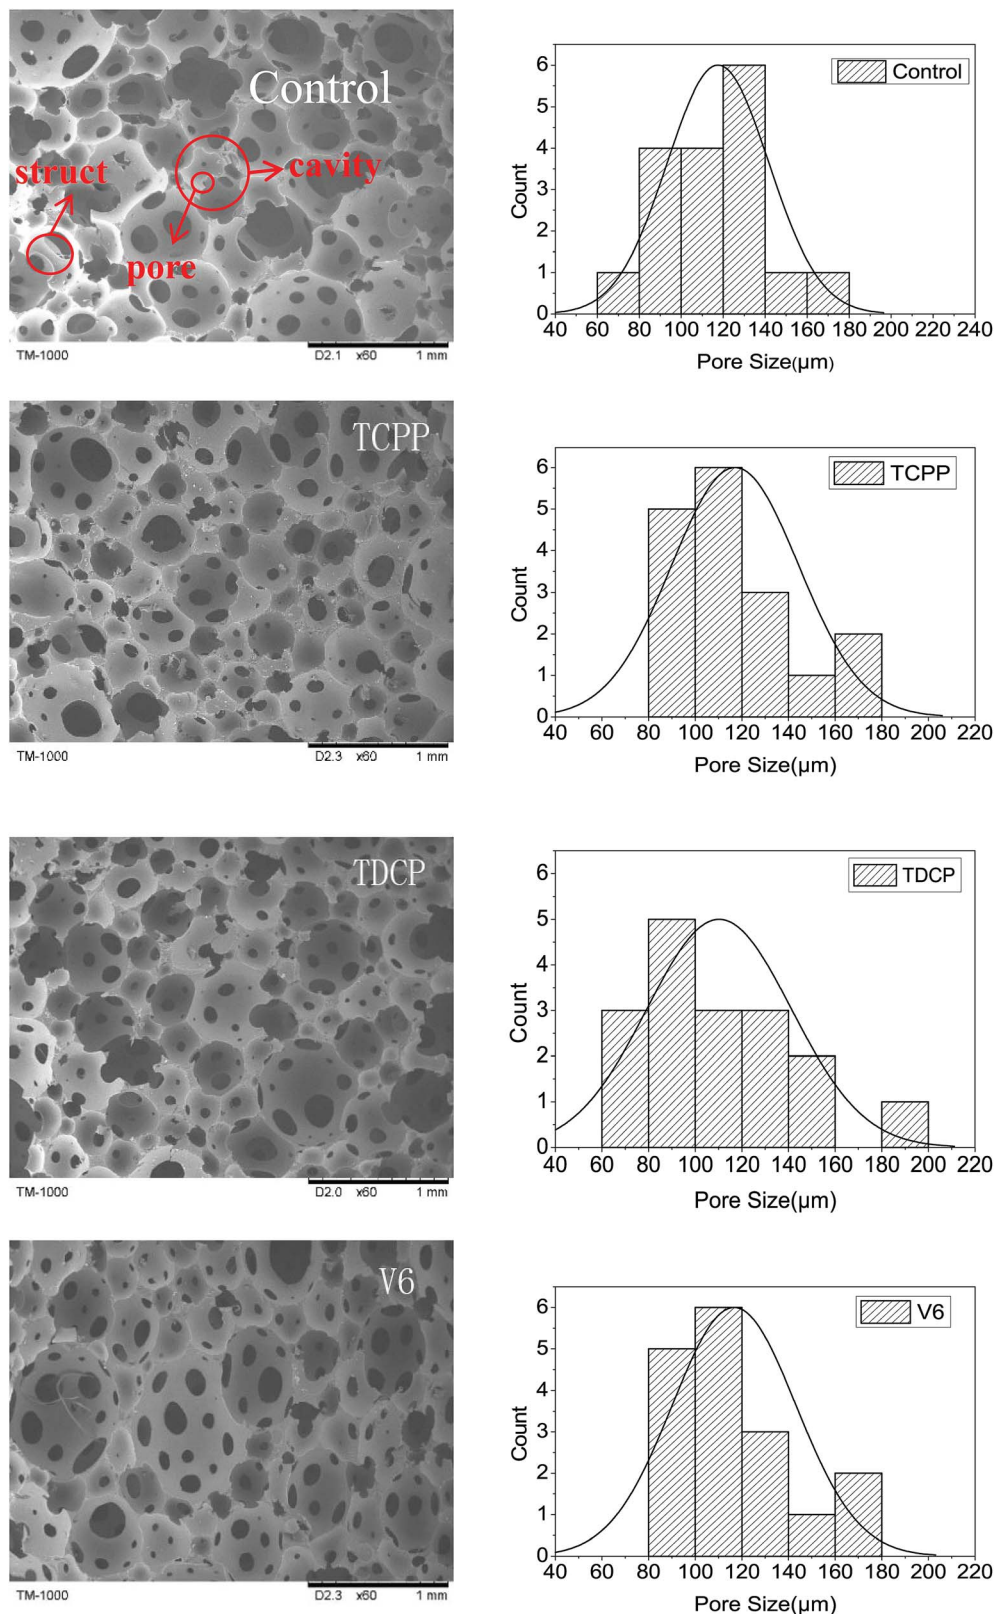 Control
struct
cavity
pore
TM-1000 D2.1 x60 1 mm
Control
Count
6
5
4
3
2
1
0
40 60 80 100 120 140 160 180 200 220 240
Pore Size(μm)
TCPP
TM-1000 D2.3 x60 1 mm
TCPP
Count
6
5
4
3
2
1
0
40 60 80 100 120 140 160 180 200 220
Pore Size(μm)
TDCP
TM-1000 D2.0 x60 1 mm
TDCP
Count
6
5
4
3
2
1
0
40 60 80 100 120 140 160 180 200 220
Pore Size(μm)
V6
TM-1000 D2.3 x60 1 mm
V6
Count
6
5
4
3
2
1
0
40 60 80 100 120 140 160 180 200 220
Pore Size(μm)